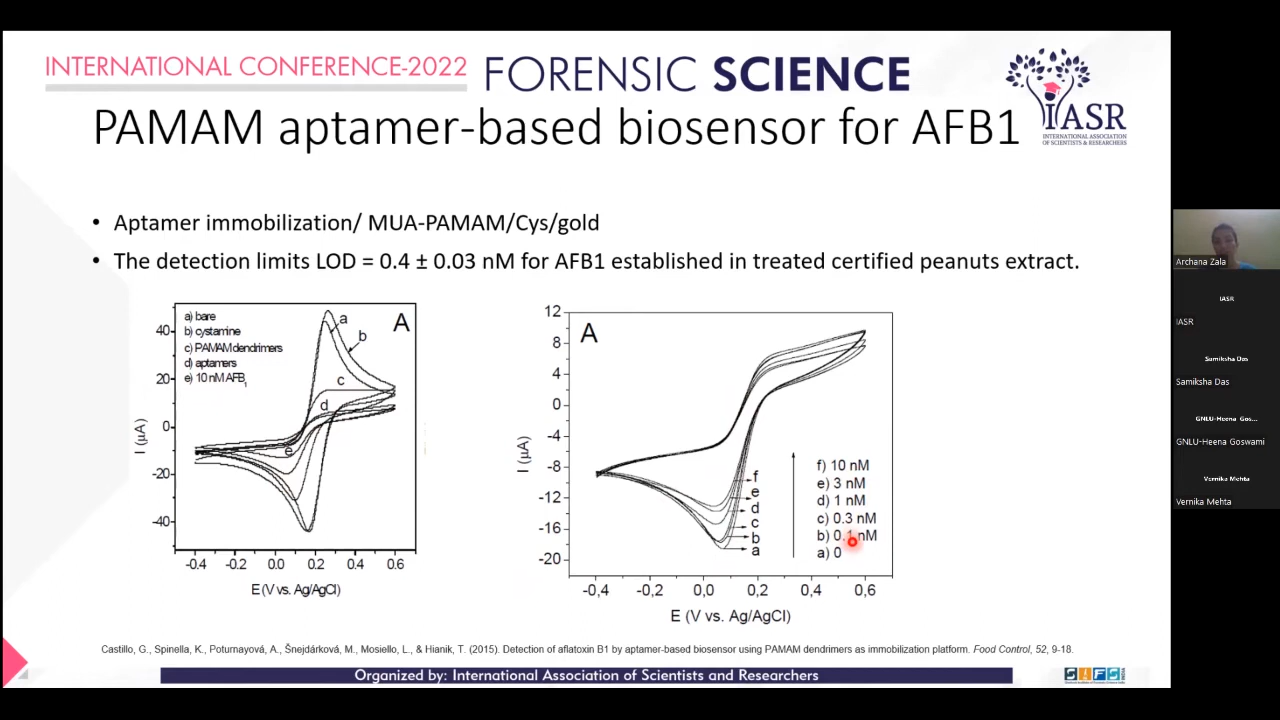 INTERNATIONAL CONFERENCE-2022 FORENSIC SCIENCE
IASR
INTERNATIONAL ASSOCIATION
OF SCIENTISTS & RESEARCHERS
PAMAM aptamer-based biosensor for AFB1
• Aptamer immobilization/ MUA-PAMAM/Cys/gold
• The detection limits LOD = 0.4 ± 0.03 nM for AFB1 established in treated certified peanuts extract.
A
a) bare
b) cystamine
c) PAMAM dendrimers
d) aptamers
e) 10 nM AFB1
a
b
c
d
e
40
20
0
-20
-40
I (µA)
-0.4 -0.2 0.0 0.2 0.4 0.6
E (V vs. Ag/AgCl)
A
12
8
4
0
-4
-8
-12
-16
-20
I (µA)
f
e
d
c
b
a
f) 10 nM
e) 3 nM
d) 1 nM
c) 0.3 nM
b) 0.1 nM
a) 0
-0,4 -0,2 0,0 0,2 0,4 0,6
E (V vs. Ag/AgCl)
Castillo, G., Spinella, K., Poturnayová, A., Šnejdárková, M., Mosiello, L., & Hianik, T. (2015). Detection of aflatoxin B1 by aptamer-based biosensor using PAMAM dendrimers as immobilization platform. Food Control, 52, 9-18.
Organized by: International Association of Scientists and Researchers
SIFS
Archana Zala
IASR
IASR
Samiksha Das
Samiksha Das
GNLU-Heena Gos...
GNLU-Heena Goswami
Vernika Mehta
Vernika Mehta